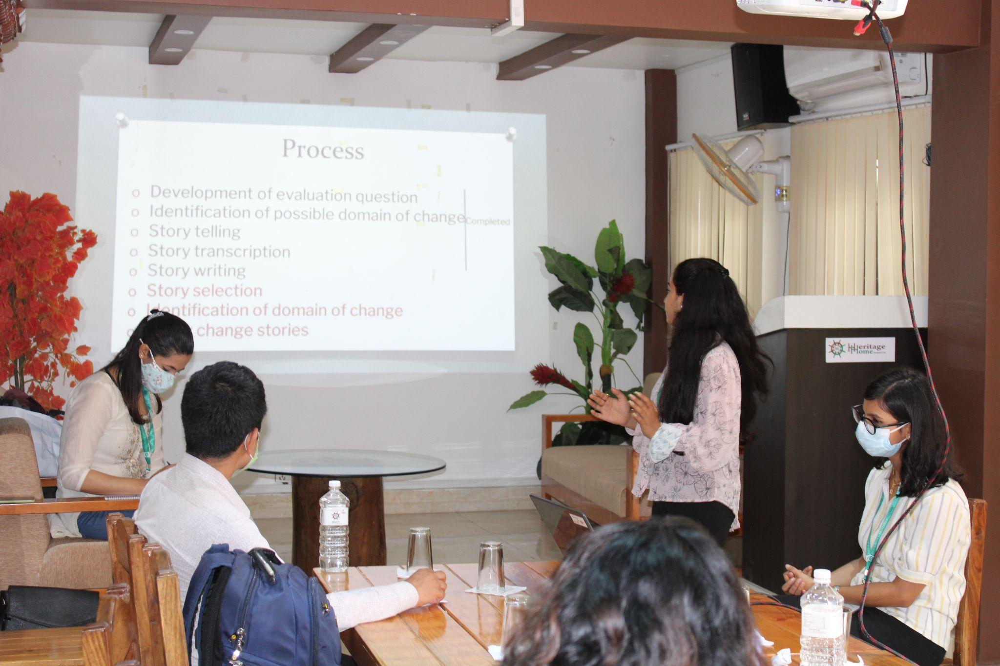 Process
o Development of evaluation question
o Identification of possible domain of change
Completed
o Story telling
o Story transcription
o Story writing
o Story selection
o Identification of domain of change
o change stories
Heritage
Home